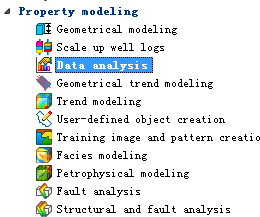 Property modeling
Geometrical modeling
Scale up well logs
Data analysis
Geometrical trend modeling
Trend modeling
User-defined object creation
Training image and pattern creatio
Facies modeling
Petrophysical modeling
Fault analysis
Structural and fault analysis